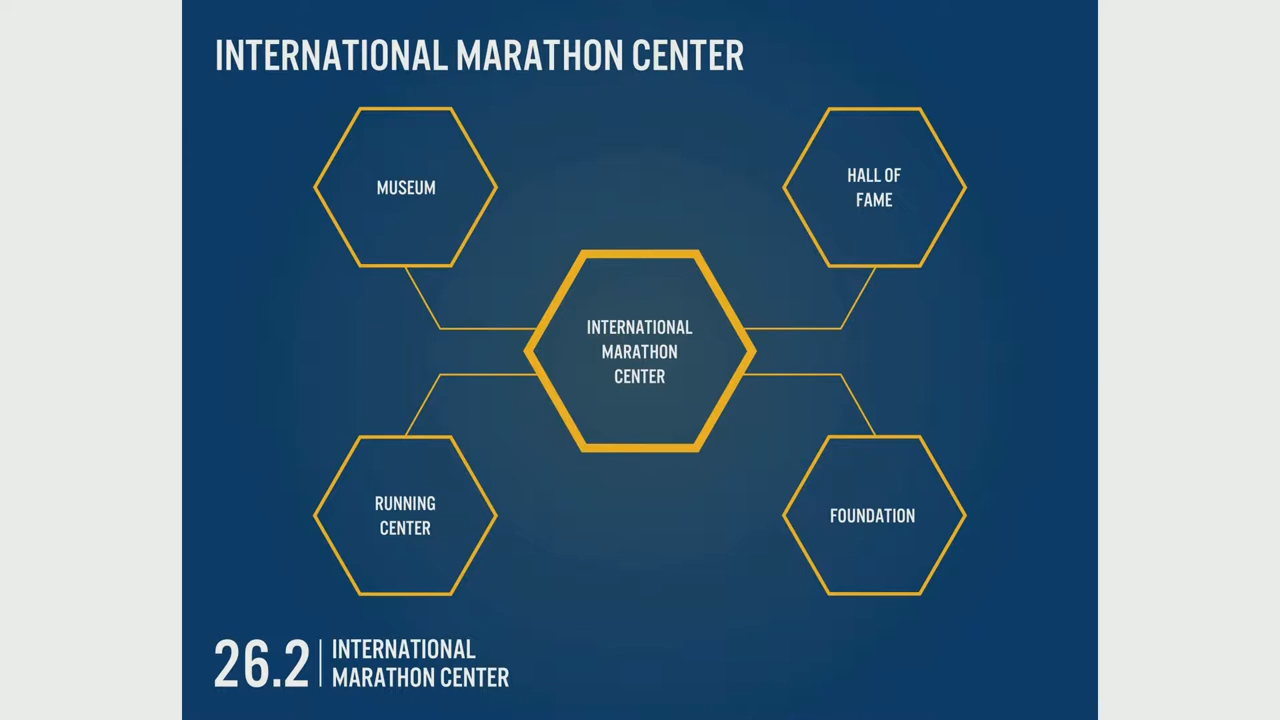 INTERNATIONAL MARATHON CENTER
MUSEUM
HALL OF
FAME
INTERNATIONAL
MARATHON
CENTER
RUNNING
CENTER
FOUNDATION
26.2
INTERNATIONAL
MARATHON CENTER